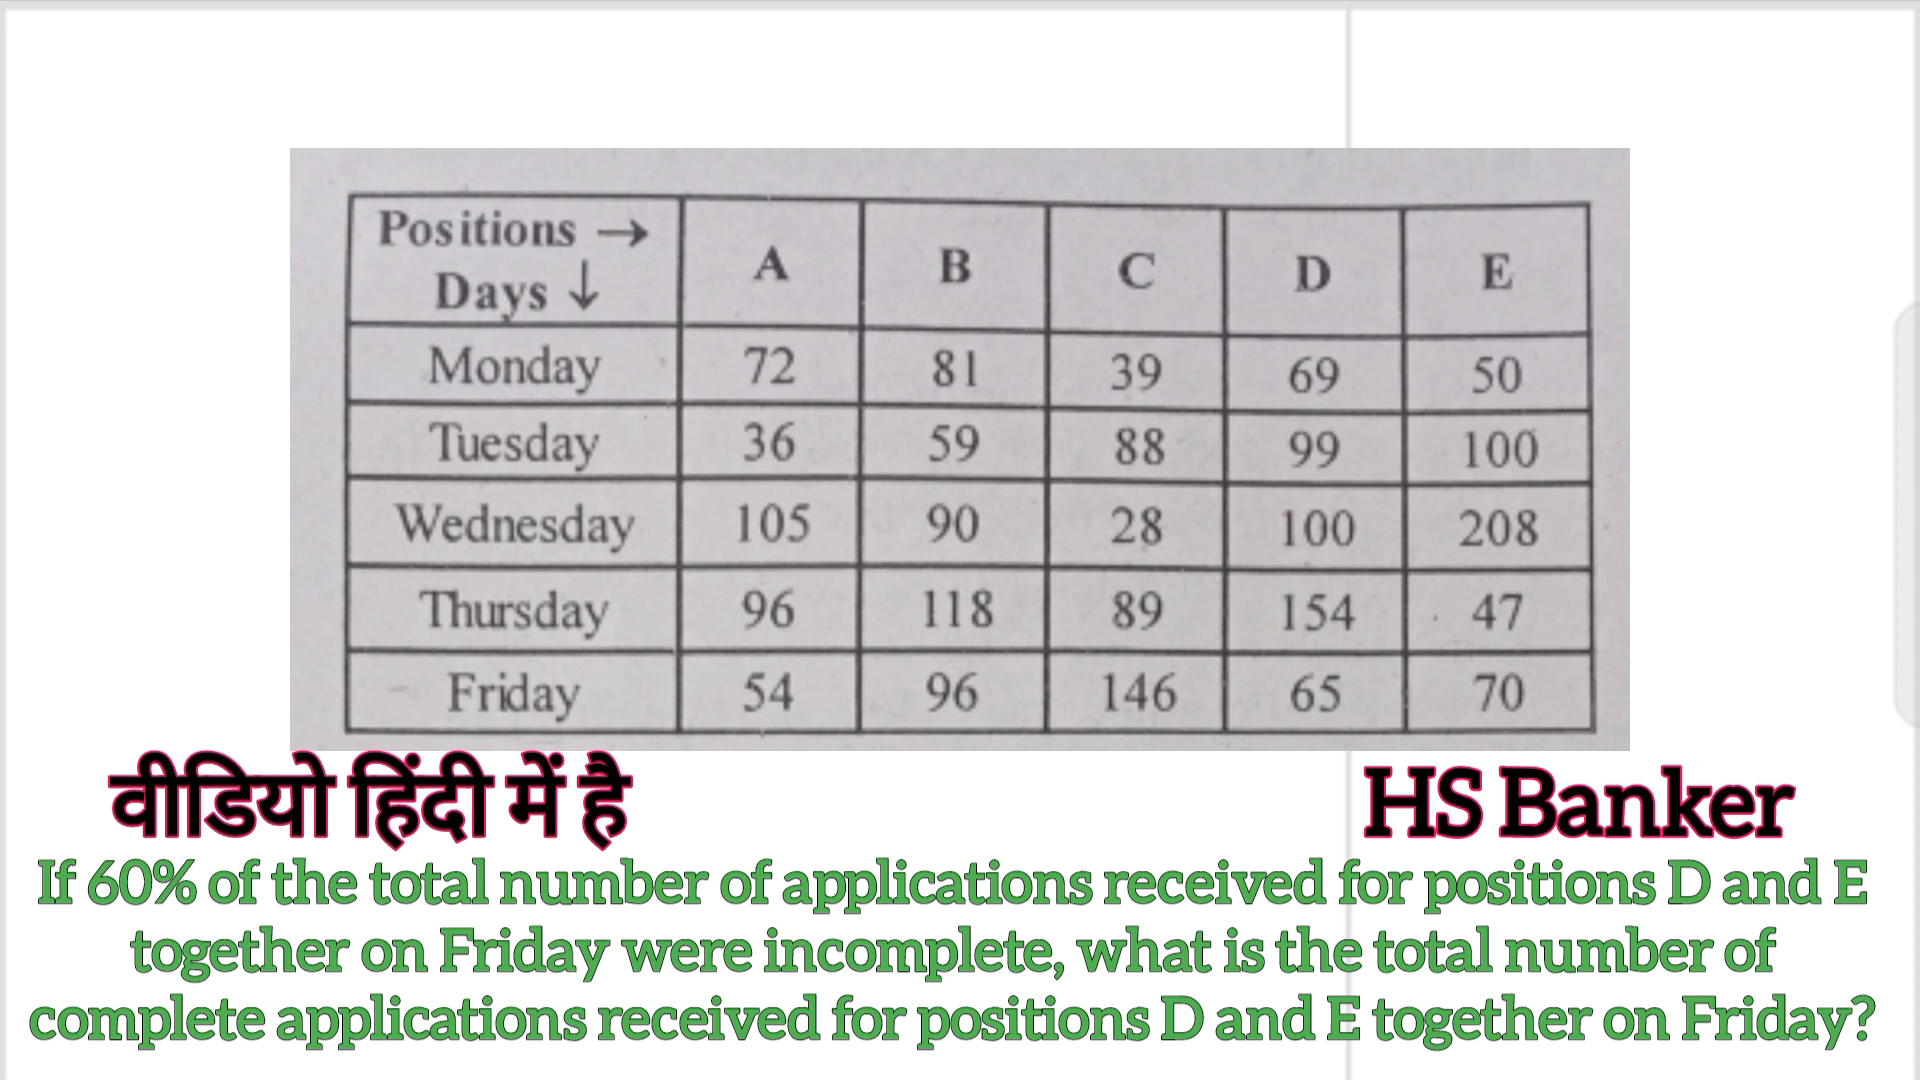 Positions →
Days ↓ A B C D E
Monday 72 81 39 69 50
Tuesday 36 59 88 99 100
Wednesday 105 90 28 100 208
Thursday 96 118 89 154 47
Friday 54 96 146 65 70
वीडियो हिंदी में है HS Banker
If 60% of the total number of applications received for positions D and E
together on Friday were incomplete, what is the total number of
complete applications received for positions D and E together on Friday?